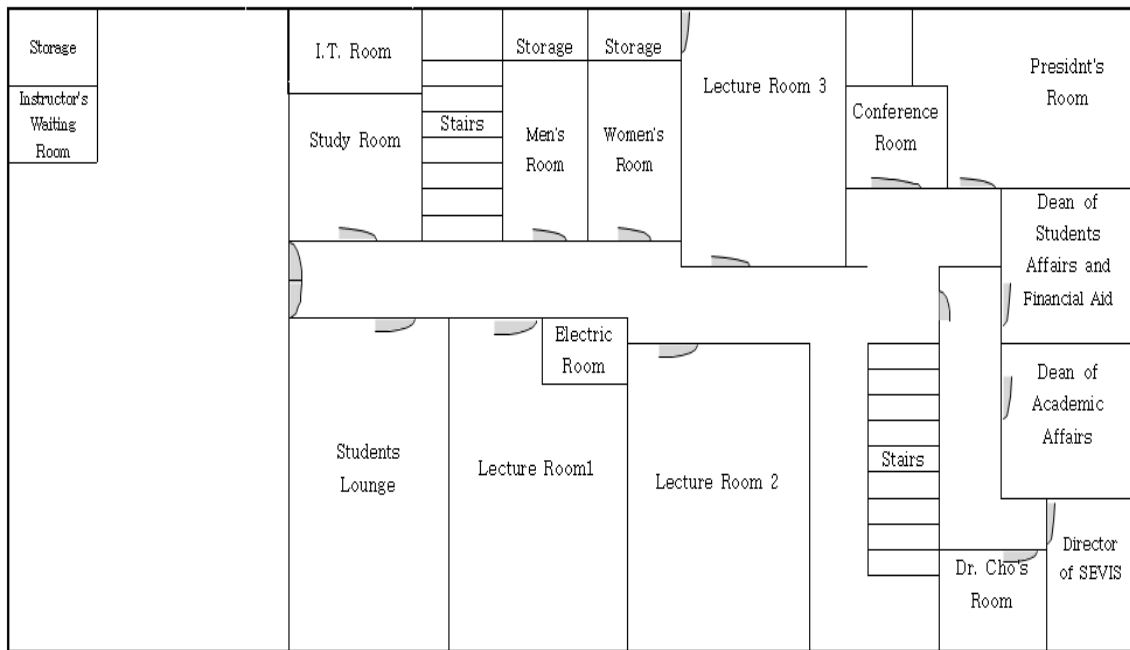 Storage
Instructor's
Waiting
Room
I.T. Room
Study Room
Stairs
Storage
Men's
Room
Storage
Women's
Room
Lecture Room 3
Conference
Room
Presidnt's
Room
Dean of
Students
Affairs and
Financial Aid
Dean of
Academic
Affairs
Electric
Room
Students
Lounge
Lecture Room1
Lecture Room 2
Stairs
Dr. Cho's
Room
Director
of SEVIS